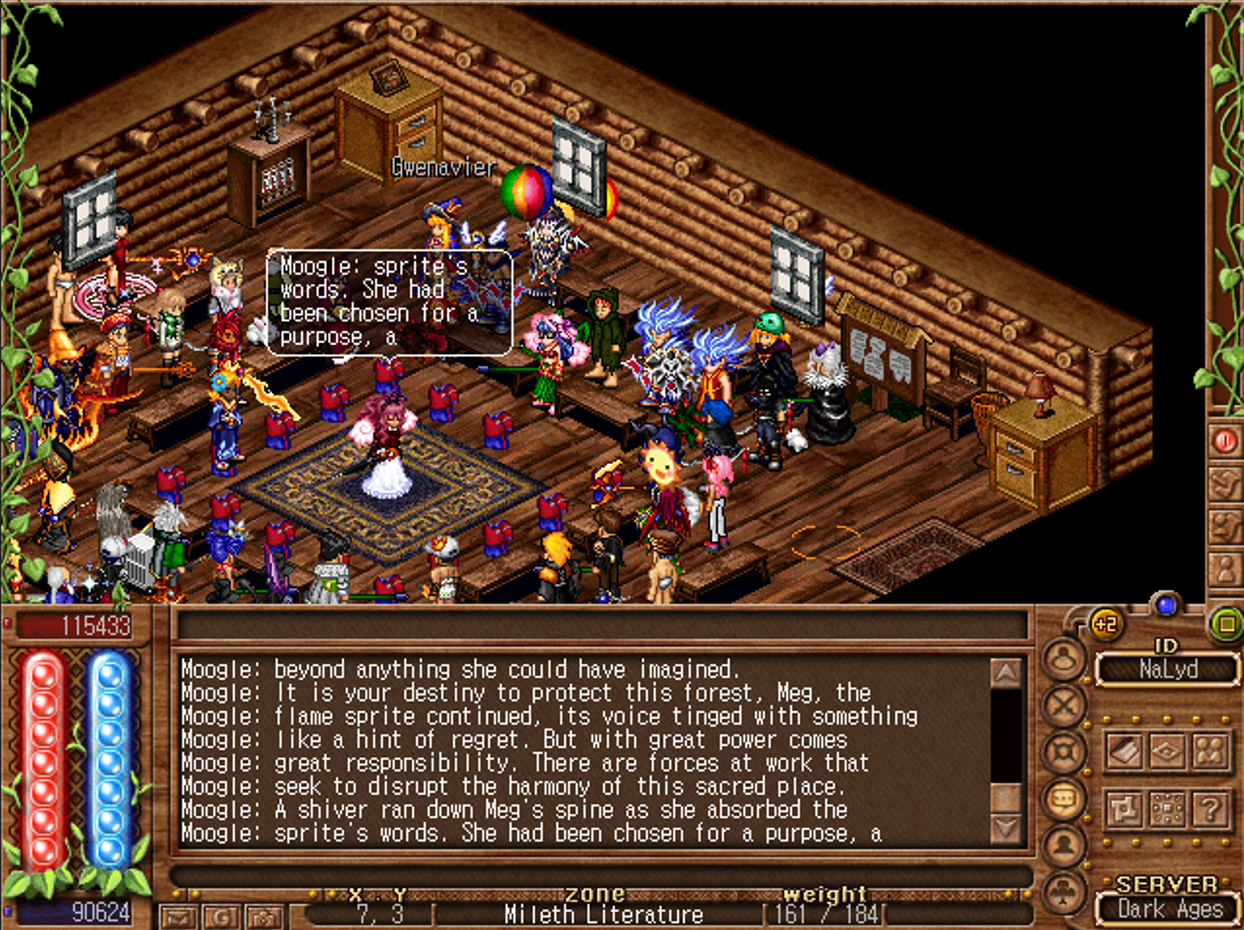 Gwenavier
Moogle: sprite's
words. She had
been chosen for a
purpose, a
115433
Moogle: beyond anything she could have imagined.
Moogle: It is your destiny to protect this forest, Meg, the
Moogle: flame sprite continued, its voice tinged with something
Moogle: like a hint of regret. But with great power comes
Moogle: great responsibility. There are forces at work that
Moogle: seek to disrupt the harmony of this sacred place.
Moogle: A shiver ran down Meg's spine as she absorbed the
Moogle: sprite's words. She had been chosen for a purpose, a
+2
ID
NaLyd
?
90624
G
X, Y
7, 3
zone
Mileth Literature
weight
161 / 184
SERVER
Dark Ages